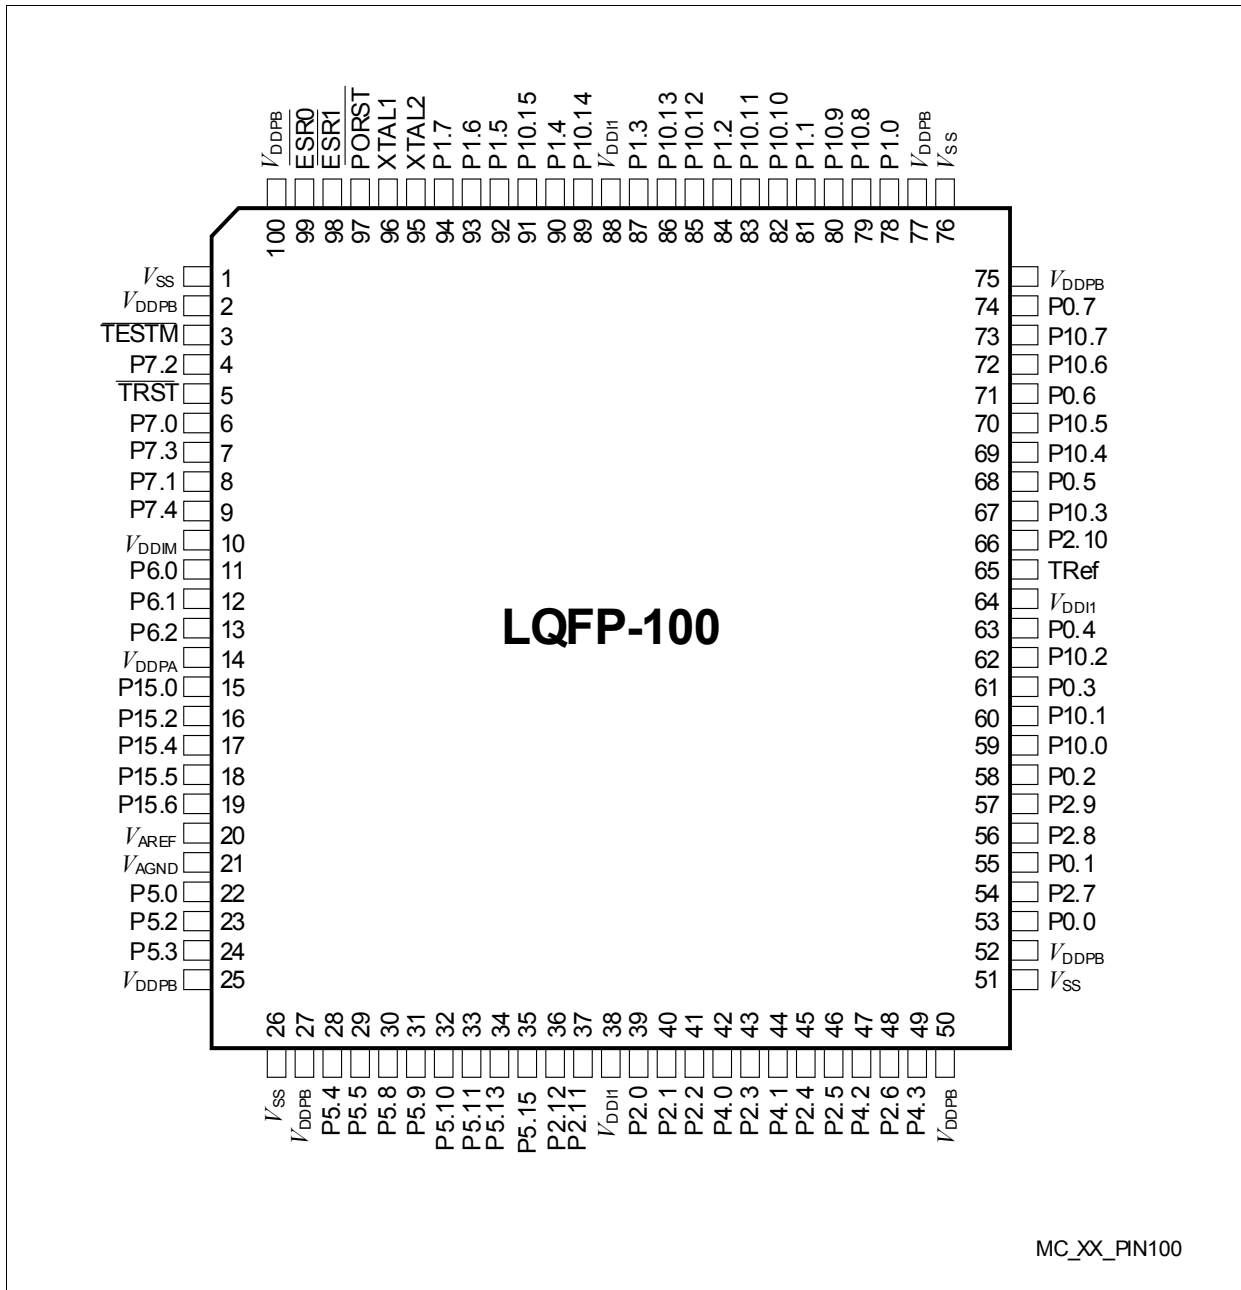 VDDPB ESR0 ESR1 PORST XTAL1 XTAL2 P1.7 P1.6 P1.5 P10.15 P1.4 P10.14 VDDI1 P1.3 P10.13 P10.12 P1.2 P10.11 P10.10 P1.1 P10.9 P10.8 P1.0 VDDPB VSS
100 99 98 97 96 95 94 93 92 91 90 89 88 87 86 85 84 83 82 81 80 79 78 77 76
VSS 1 75 VDDPB
VDDPB 2 74 P0.7
TESTM 3 73 P10.7
P7.2 4 72 P10.6
TRST 5 71 P0.6
P7.0 6 70 P10.5
P7.3 7 69 P10.4
P7.1 8 68 P0.5
P7.4 9 67 P10.3
VDDIM 10 66 P2.10
P6.0 11 65 TRef
P6.1 12 64 VDDI1
P6.2 13 63 P0.4
LQFP-100
VDDPA 14 62 P10.2
P15.0 15 61 P0.3
P15.2 16 60 P10.1
P15.4 17 59 P10.0
P15.5 18 58 P0.2
P15.6 19 57 P2.9
VAREF 20 56 P2.8
VAGND 21 55 P0.1
P5.0 22 54 P2.7
P5.2 23 53 P0.0
P5.3 24 52 VDDPB
VDDPB 25 51 VSS
26 27 28 29 30 31 32 33 34 35 36 37 38 39 40 41 42 43 44 45 46 47 48 49 50
VSS VDDPB P5.4 P5.5 P5.8 P5.9 P5.10 P5.11 P5.13 P5.15 P2.12 P2.11 VDDI1 P2.0 P2.1 P2.2 P4.0 P2.3 P4.1 P2.4 P2.5 P4.2 P2.6 P4.3 VDDPB
MC_XX_PIN100